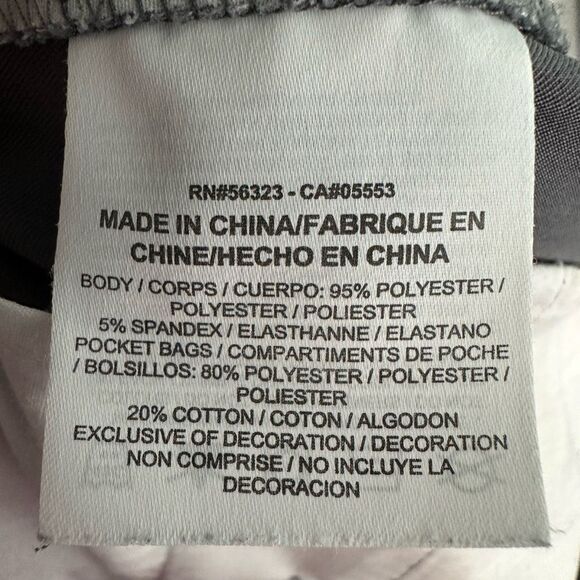 RN#56323 - CA#05553
MADE IN CHINA/FABRIQUE EN
CHINE/HECHO EN CHINA
BODY / CORPS / CUERPO: 95% POLYESTER /
POLYESTER / POLIESTER
5% SPANDEX / ELASTHANNE / ELASTANO
POCKET BAGS / COMPARTIMENTS DE POCHE
/ BOLSILLOS: 80% POLYESTER / POLYESTER /
POLIESTER
20% COTTON / COTON / ALGODON
EXCLUSIVE OF DECORATION / DECORATION
NON COMPRISE / NO INCLUYE LA
DECORACION